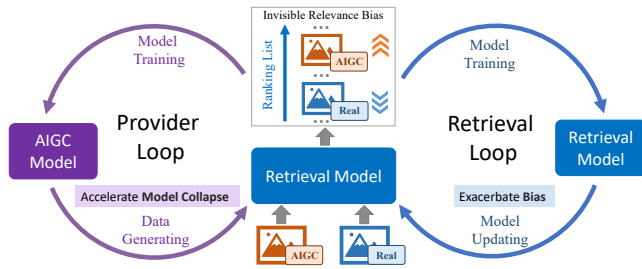 Invisible Relevance Bias
...
AIGC
...
Real
...
Ranking List
Model
Training
Model
Training
AIGC
Model
Provider
Loop
Retrieval
Loop
Retrieval Model
Retrieval Model
Accelerate Model Collapse
Exacerbate Bias
Data
Generating
Model
Updating
AIGC
Real